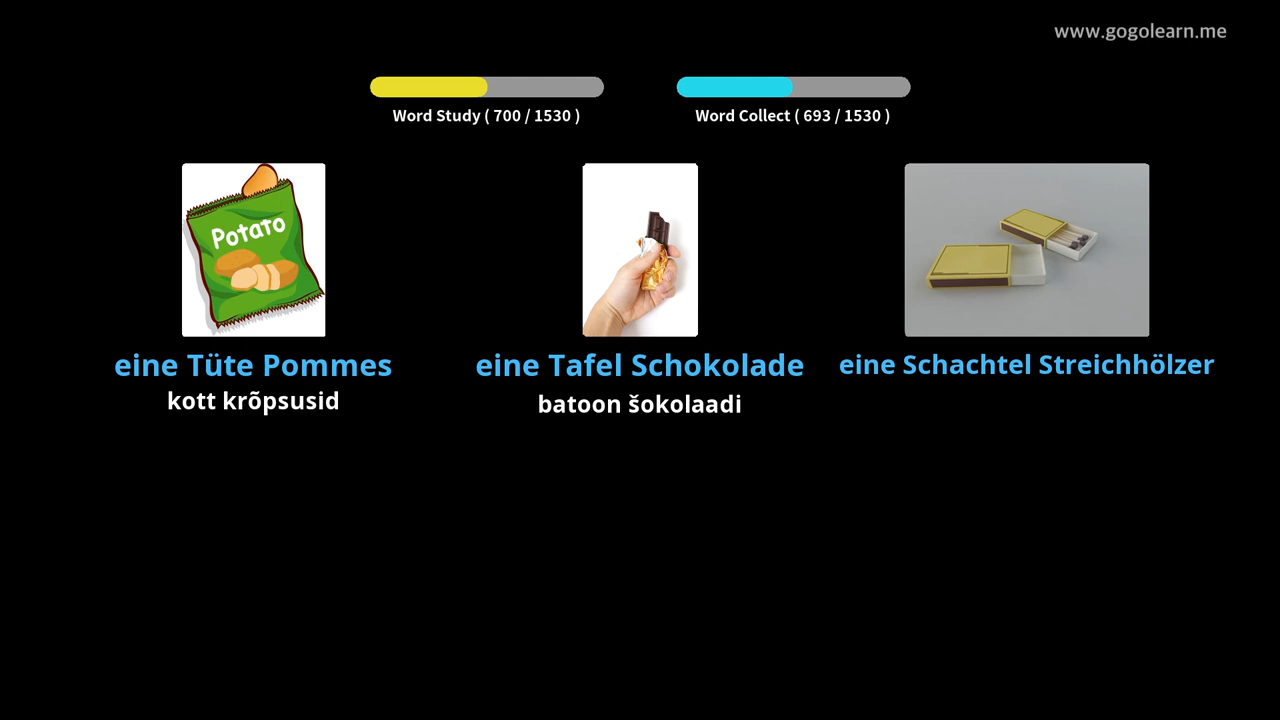 www.gogolearn.me
Word Study ( 700 / 1530 )
Word Collect ( 693 / 1530 )
Potato
eine Tüte Pommes
kott krõpsusid
eine Tafel Schokolade
batoon šokolaadi
eine Schachtel Streichhölzer